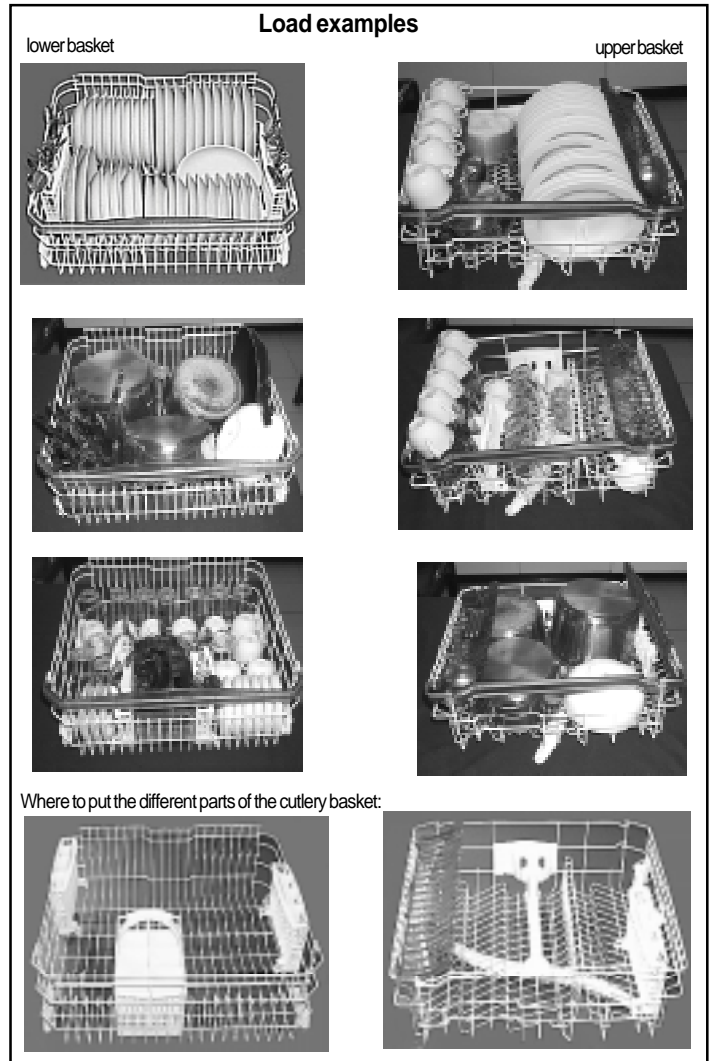 Load examples
lower basket
upper basket
Where to put the different parts of the cutlery basket: